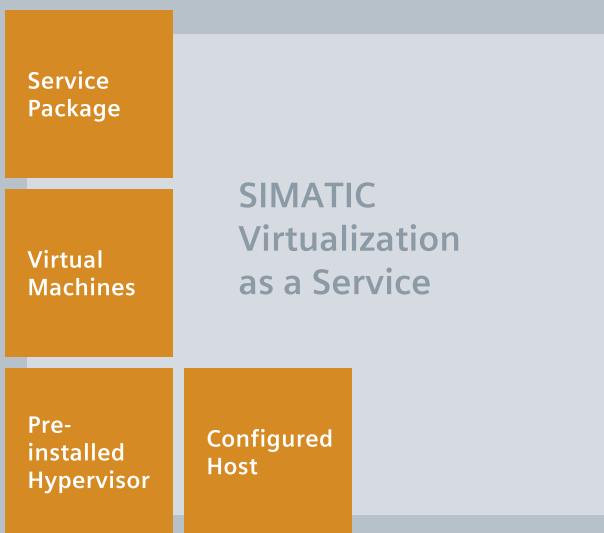 Service
Package
SIMATIC
Virtualization
as a Service
Virtual
Machines
Pre-
installed
Hypervisor
Configured
Host